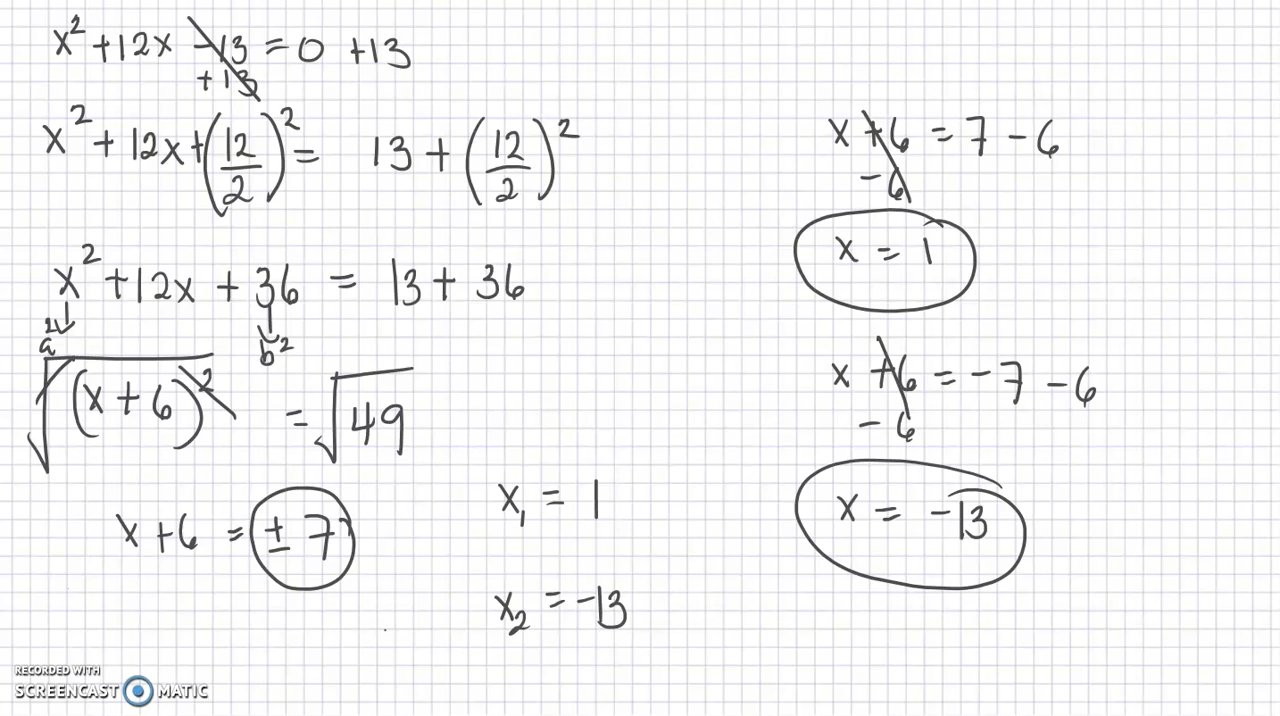 x² + 12x - 13 = 0 + 13
+ 13
x² + 12x + (12/2)² = 13 + (12/2)²
x² + 12x + 36 = 13 + 36
a² b²
√(x + 6)² = √49
x + 6 = ± 7
x₁ = 1
x₂ = -13
x + 6 = 7 - 6
- 6
x = 1
x + 6 = -7 - 6
- 6
x = -13
RECORDED WITH
SCREENCAST MATIC